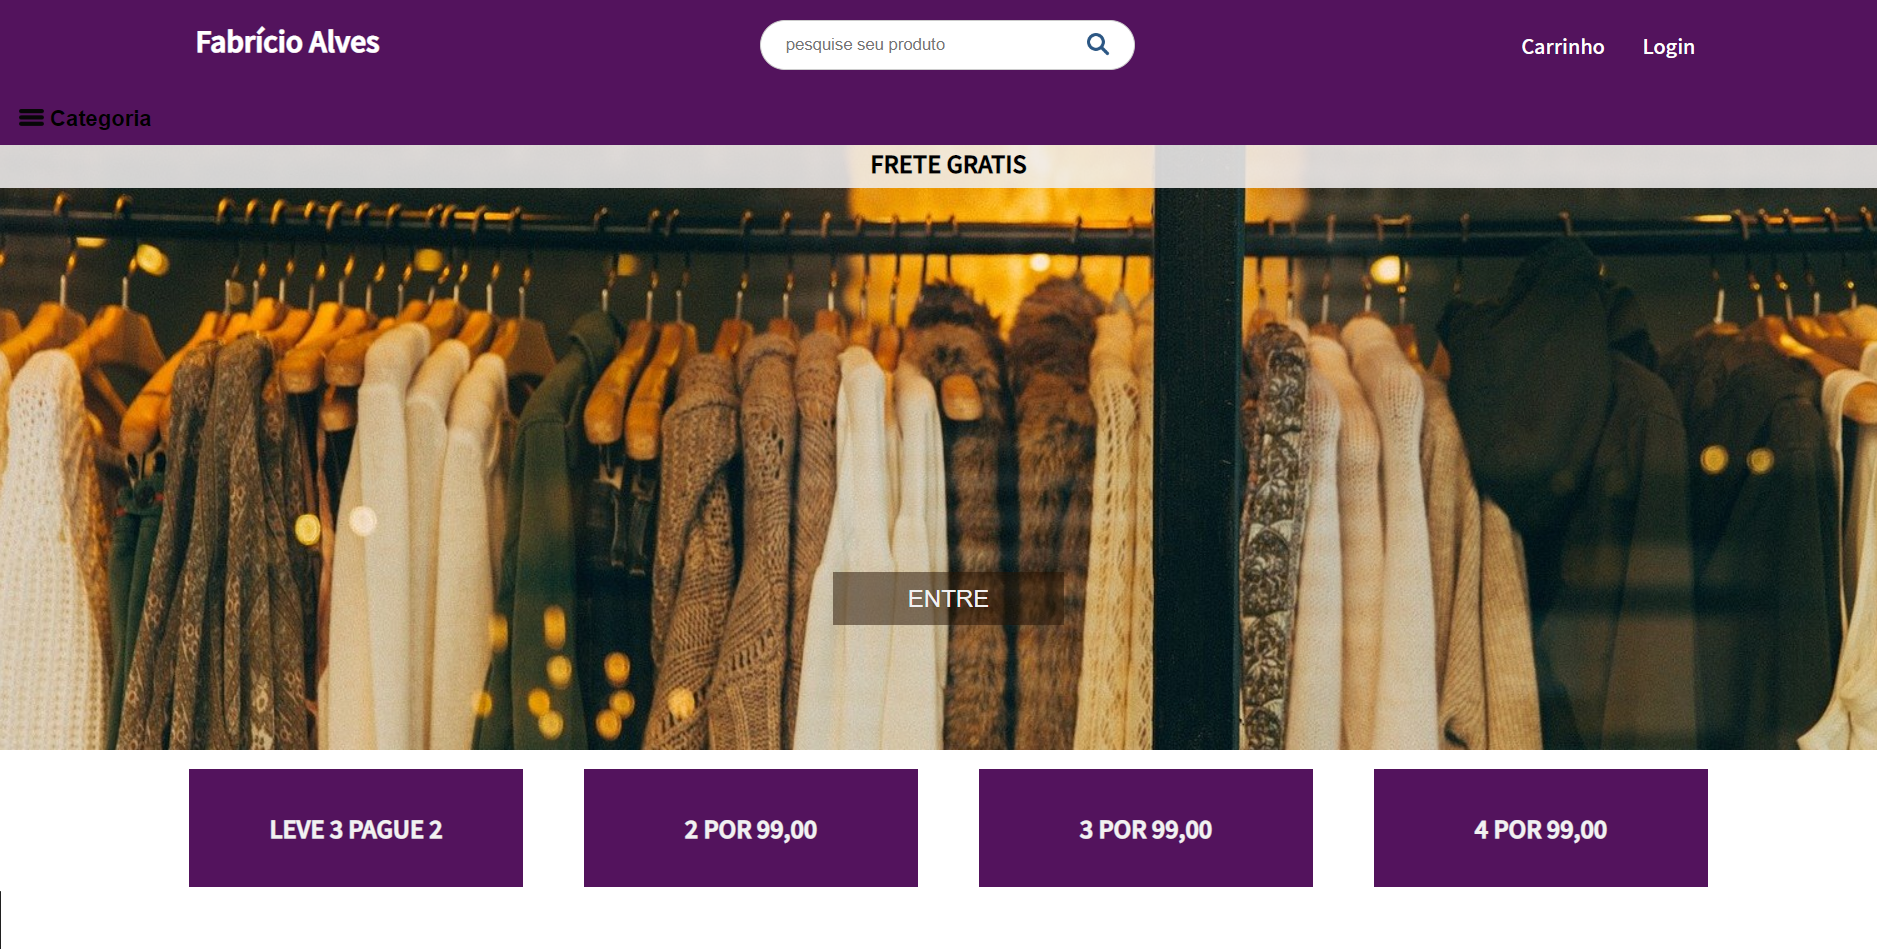 Fabrício Alves
pesquise seu produto
Carrinho
Login
Categoria
FRETE GRATIS
ENTRE
LEVE 3 PAGUE 2
2 POR 99,00
3 POR 99,00
4 POR 99,00